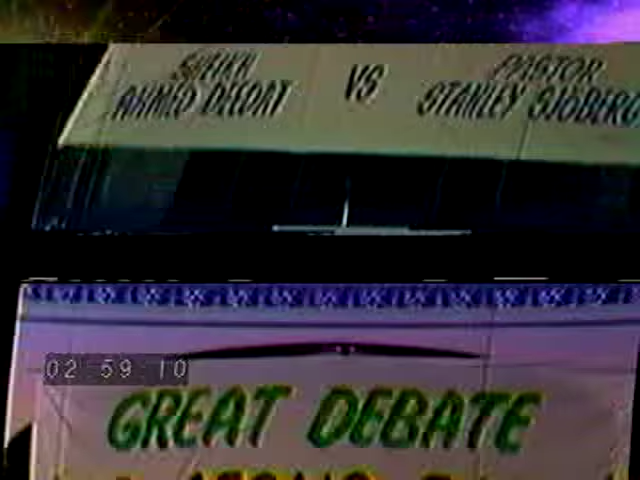 SHEIKH
AHMED DEEDAT
VS
PASTOR
STANLEY SJOBERG
02:59:10
GREAT DEBATE